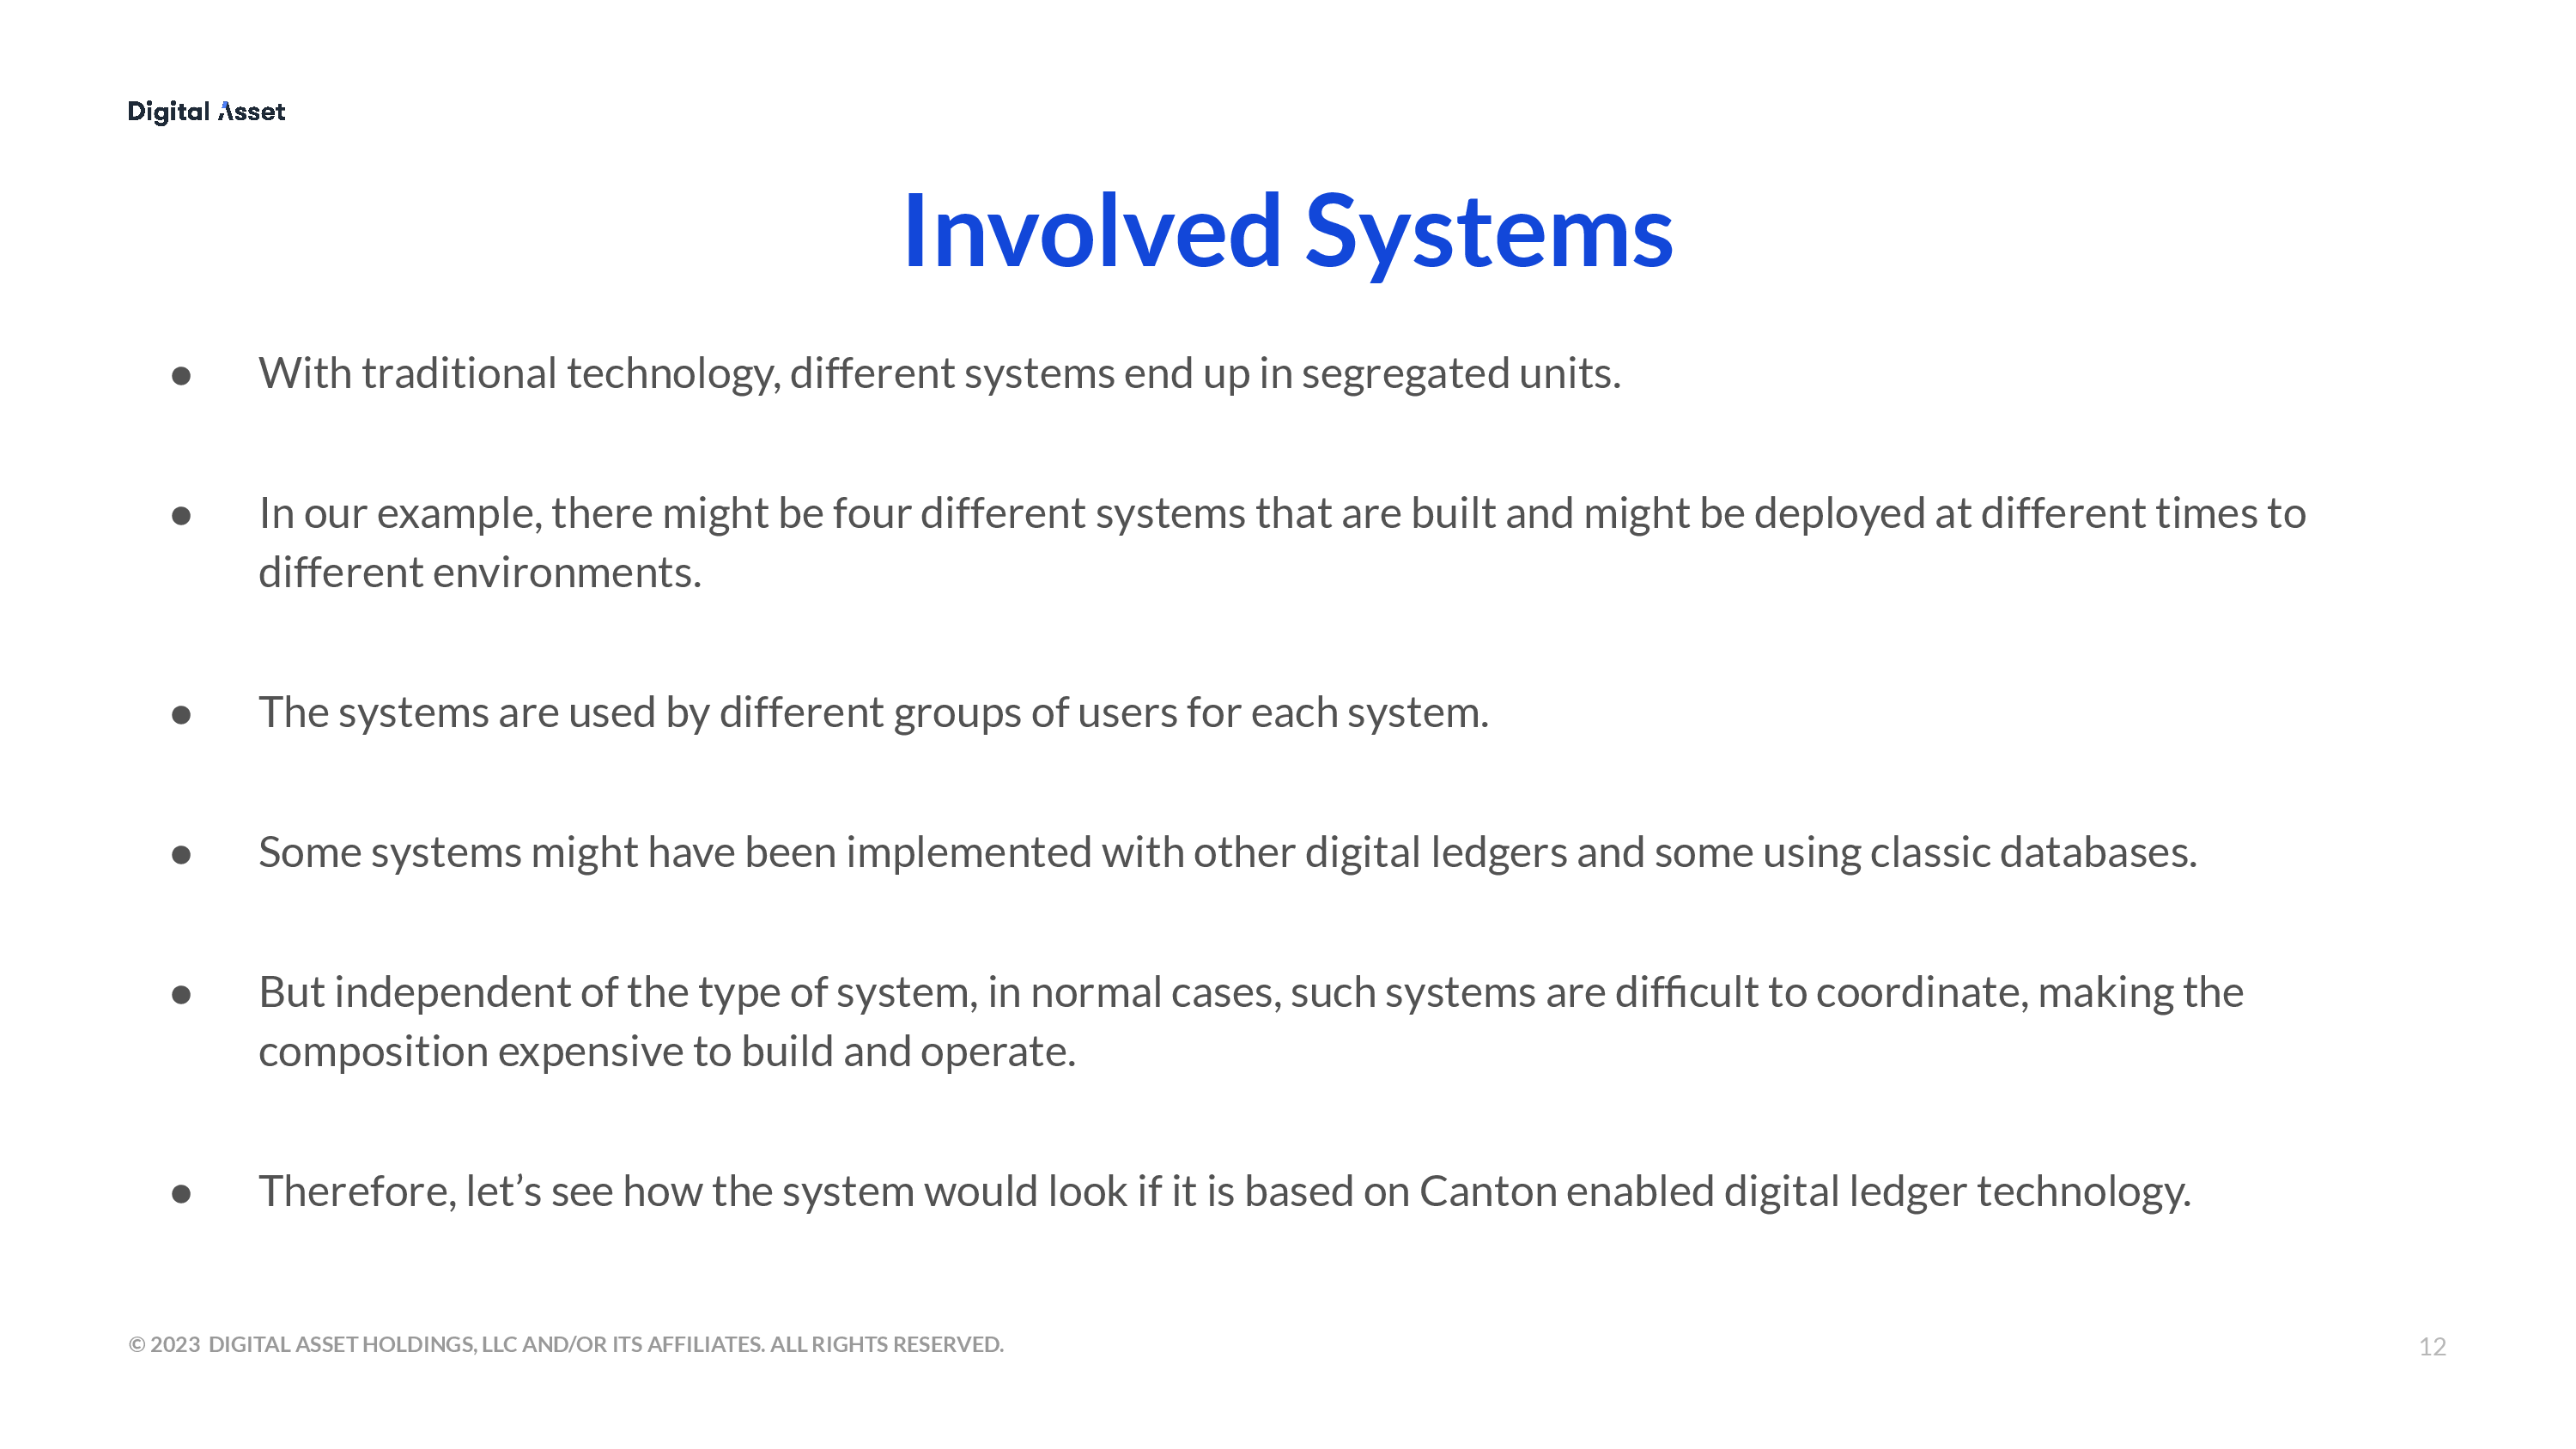 Digital Asset
Involved Systems
● With traditional technology, different systems end up in segregated units.
● In our example, there might be four different systems that are built and might be deployed at different times to
different environments.
● The systems are used by different groups of users for each system.
● Some systems might have been implemented with other digital ledgers and some using classic databases.
● But independent of the type of system, in normal cases, such systems are difficult to coordinate, making the
composition expensive to build and operate.
● Therefore, let’s see how the system would look if it is based on Canton enabled digital ledger technology.
© 2023 DIGITAL ASSET HOLDINGS, LLC AND/OR ITS AFFILIATES. ALL RIGHTS RESERVED.
12